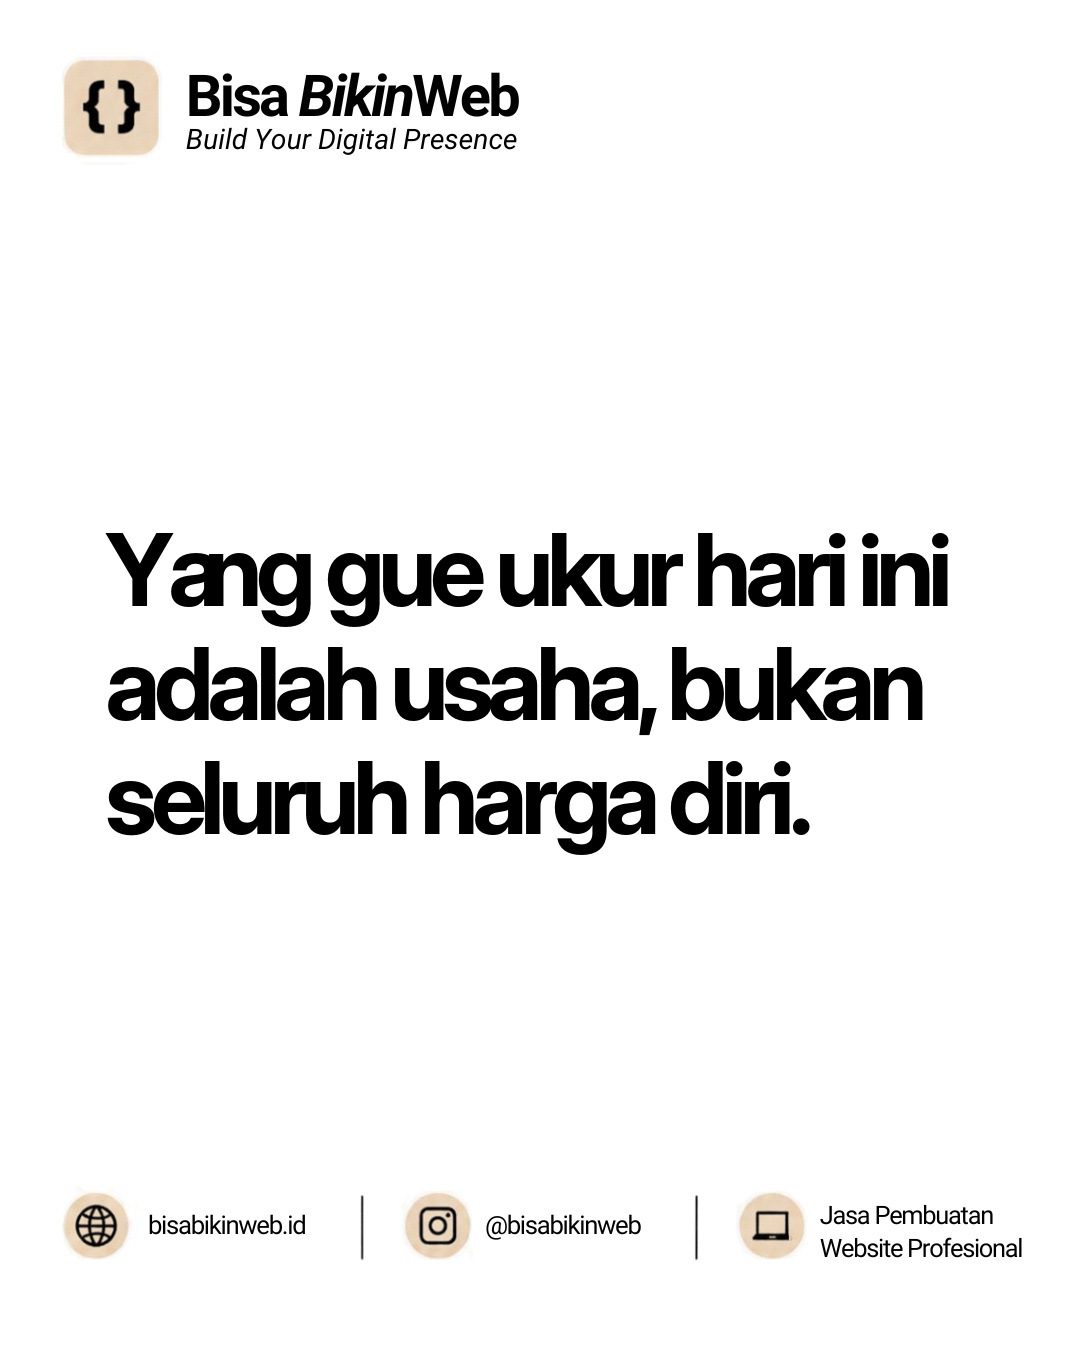 Bisa BikinWeb
Build Your Digital Presence
Yang gue ukur hari ini
adalah usaha, bukan
seluruh harga diri.
bisabikinweb.id
@bisabikinweb
Jasa Pembuatan
Website Profesional